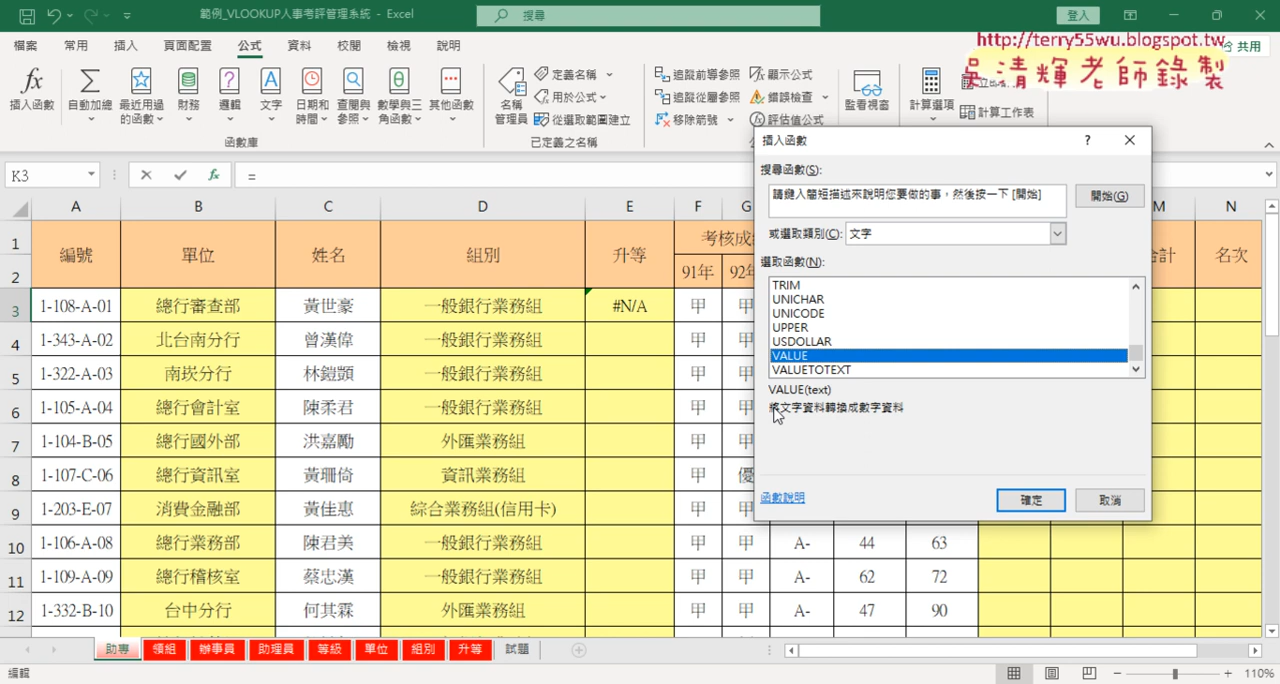 範例_VLOOKUP人事考評管理系統 - Excel
搜尋
登入
檔案 常用 插入 頁面配置 公式 資料 校閱 檢視 說明
共用
http://terry55wu.blogspot.tw
吳清輝老師錄製
插入函數 自動加總 最近用過的函數 財務 邏輯 文字 日期和時間 查閱與參照 數學與三角函數 其他函數
函數庫
名稱管理員 定義名稱 用於公式 從選取範圍建立
已定義之名稱
追蹤前導參照 追蹤從屬參照 移除箭號
顯示公式 錯誤檢查 評估值公式
監看視窗 計算選項 計算工作表
K3 fx =
A B C D E F G M N
1 編號 單位 姓名 組別 升等 名次
2 91年
3 1-108-A-01 總行審查部 黃世豪 一般銀行業務組 #N/A 甲 甲
4 1-343-A-02 北台南分行 曾漢偉 一般銀行業務組 甲 甲
5 1-322-A-03 南崁分行 林鎧顗 一般銀行業務組 甲 甲
6 1-105-A-04 總行會計室 陳柔君 一般銀行業務組 甲 甲
7 1-104-B-05 總行國外部 洪嘉勵 外匯業務組 甲 甲
8 1-107-C-06 總行資訊室 黃珊倚 資訊業務組 甲 優
9 1-203-E-07 消費金融部 黃佳惠 綜合業務組(信用卡) 甲 甲
10 1-106-A-08 總行業務部 陳君美 一般銀行業務組 甲 甲 A- 44 63
11 1-109-A-09 總行稽核室 蔡忠漢 一般銀行業務組 甲 甲 A- 62 72
12 1-332-B-10 台中分行 何其霖 外匯業務組 甲 甲 A- 47 90
插入函數 ?
搜尋函數(S):
請鍵入簡短描述來說明您要做的事，然後按一下 [開始]
開始(G)
或選取類別(C): 文字
選取函數(N):
TRIM
UNICHAR
UNICODE
UPPER
USDOLLAR
VALUE
VALUETOTEXT
VALUE(text)
將文字資料轉換成數字資料
函數說明
確定 取消
助專 領組 辦事員 助理員 等級 單位 組別 升等 試題
編輯
110%